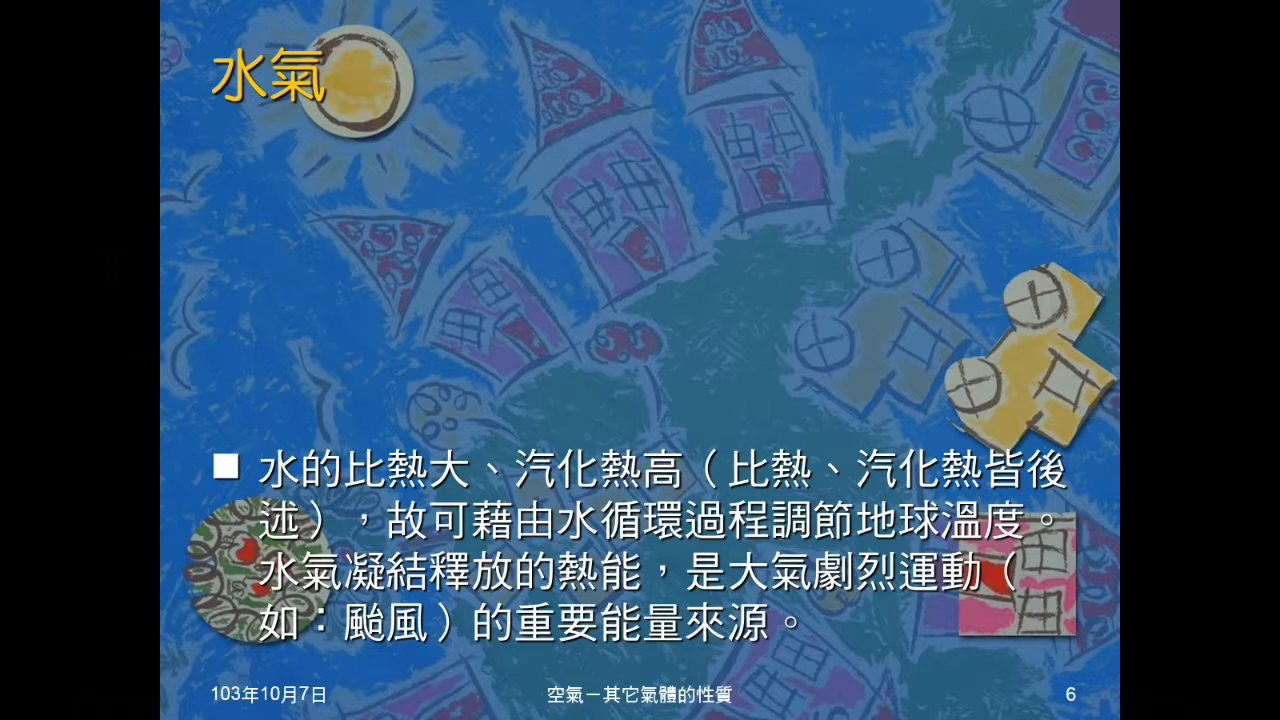 水氣
■ 水的比熱大、汽化熱高（比熱、汽化熱皆後
述），故可藉由水循環過程調節地球溫度。
水氣凝結釋放的熱能，是大氣劇烈運動（
如：颱風）的重要能量來源。
103年10月7日 空氣－其它氣體的性質 6